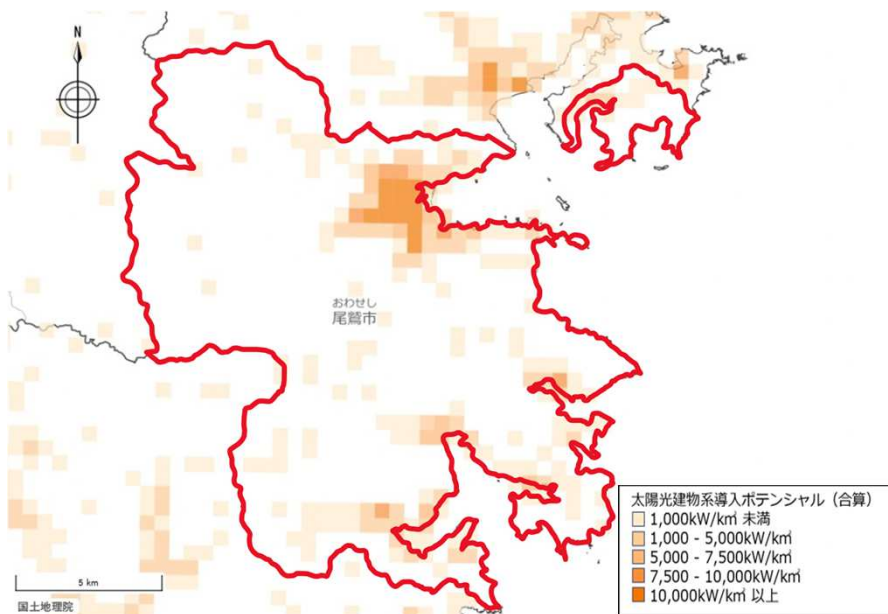 N
おわせし
尾鷲市
5 km
国土地理院
太陽光建物系導入ポテンシャル（合算）
1,000kW/k㎡ 未満
1,000 - 5,000kW/k㎡
5,000 - 7,500kW/k㎡
7,500 - 10,000kW/k㎡
10,000kW/k㎡ 以上